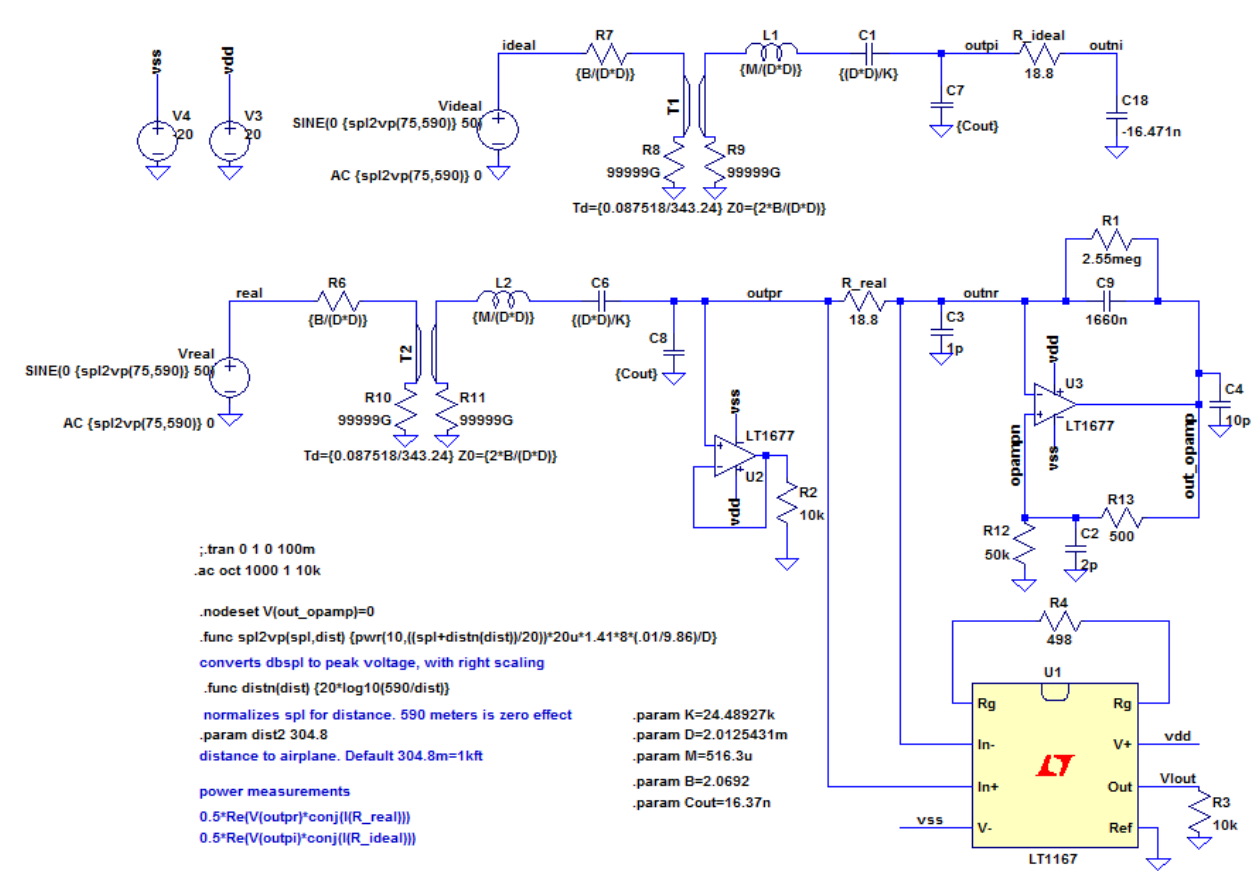 vss
vdd
V4
-20
V3
20
ideal
R7
{B/(D*D)}
L1
{M/(D*D)}
C1
{(D*D)/K}
outpi
R_ideal
18.8
outni
C7
{Cout}
C18
-16.471n
Videal
SINE(0 {spl2vp(75,590)} 50)
AC {spl2vp(75,590)} 0
T1
R8
99999G
R9
99999G
Td={0.087518/343.24} Z0={2*B/(D*D)}
real
R6
{B/(D*D)}
L2
{M/(D*D)}
C6
{(D*D)/K}
outpr
R_real
18.8
outnr
R1
2.55meg
C9
1660n
C3
1p
C8
{Cout}
Vreal
SINE(0 {spl2vp(75,590)} 50)
AC {spl2vp(75,590)} 0
T2
R10
99999G
R11
99999G
Td={0.087518/343.24} Z0={2*B/(D*D)}
vss
LT1677
U2
vdd
R2
10k
vdd
U3
LT1677
vss
opampn
out_opamp
C4
10p
R13
500
R12
50k
C2
2p
;.tran 0 1 0 100m
.ac oct 1000 1 10k
.nodeset V(out_opamp)=0
.func spl2vp(spl,dist) {pwr(10,((spl+distn(dist))/20))*20u*1.41*8*(.01/9.86)/D}
converts dbspl to peak voltage, with right scaling
.func distn(dist) {20*log10(590/dist)}
normalizes spl for distance. 590 meters is zero effect
.param dist2 304.8
distance to airplane. Default 304.8m=1kft
power measurements
0.5*Re(V(outpr)*conj(I(R_real)))
0.5*Re(V(outpi)*conj(I(R_ideal)))
.param K=24.48927k
.param D=2.0125431m
.param M=516.3u
.param B=2.0692
.param Cout=16.37n
R4
498
U1
Rg
Rg
In-
V+
vdd
In+
Out
VIout
R3
10k
vss
V-
Ref
LT1167